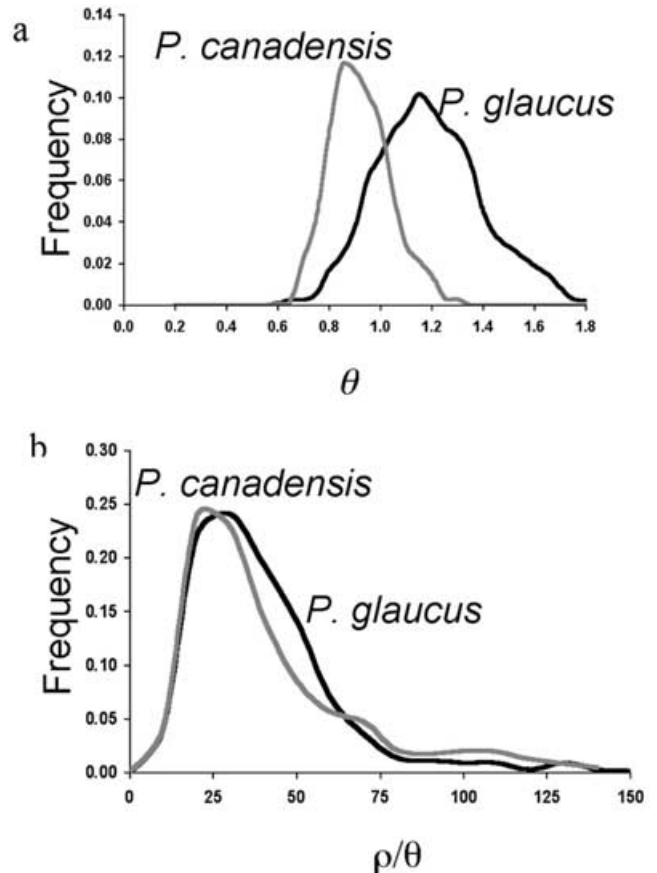 a
Frequency
0.14
0.12
0.10
0.08
0.06
0.04
0.02
0.00
P. canadensis
P. glaucus
0.0 0.2 0.4 0.6 0.8 1.0 1.2 1.4 1.6 1.8
θ
b
Frequency
0.30
0.25
0.20
0.15
0.10
0.05
0.00
P. canadensis
P. glaucus
0 25 50 75 100 125 150
ρ/θ